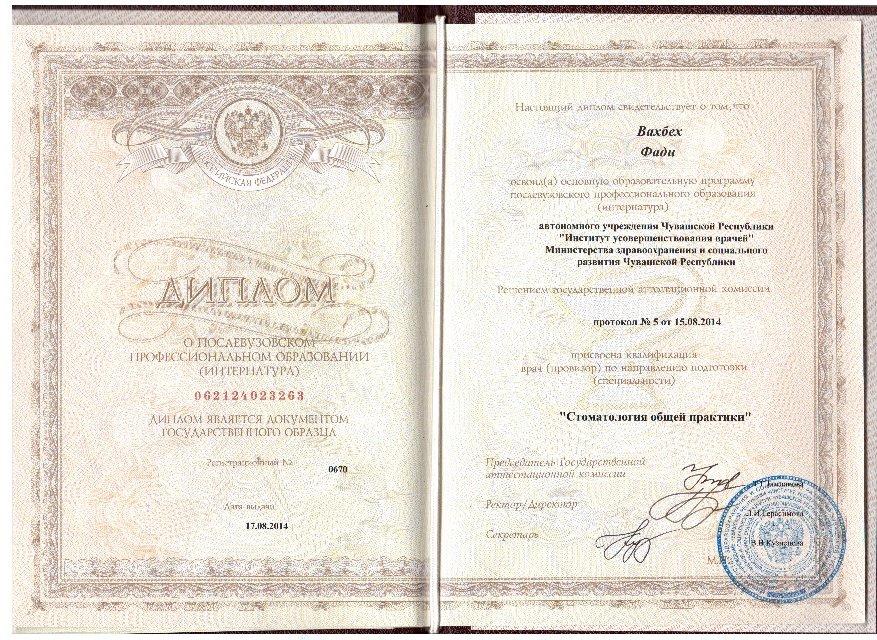 РОССИЙСКАЯ ФЕДЕРАЦИЯ
ДИПЛОМ
О ПОСЛЕВУЗОВСКОМ
ПРОФЕССИОНАЛЬНОМ ОБРАЗОВАНИИ
(ИНТЕРНАТУРА)
062124023263
ДИПЛОМ ЯВЛЯЕТСЯ ДОКУМЕНТОМ
ГОСУДАРСТВЕННОГО ОБРАЗЦА
Регистрационный №
0670
Дата выдачи
17.08.2014
Настоящий диплом свидетельствует о том, что
Вахбех
Фади
освоил(а) основную образовательную программу
послевузовского профессионального образования
(интернатура)
автономного учреждения Чувашской Республики
"Институт усовершенствования врачей"
Министерства здравоохранения и социального
развития Чувашской Республики
Решением государственной аттестационной комиссии
протокол № 5 от 15.08.2014
присвоена квалификация
врач (провизор) по направлению подготовки
(специальности)
"Стоматология общей практики"
Председатель Государственной
аттестационной комиссии
Ректор/Директор
Л.И.Герасимова
Секретарь
В.В.Кузнецова
М.П.